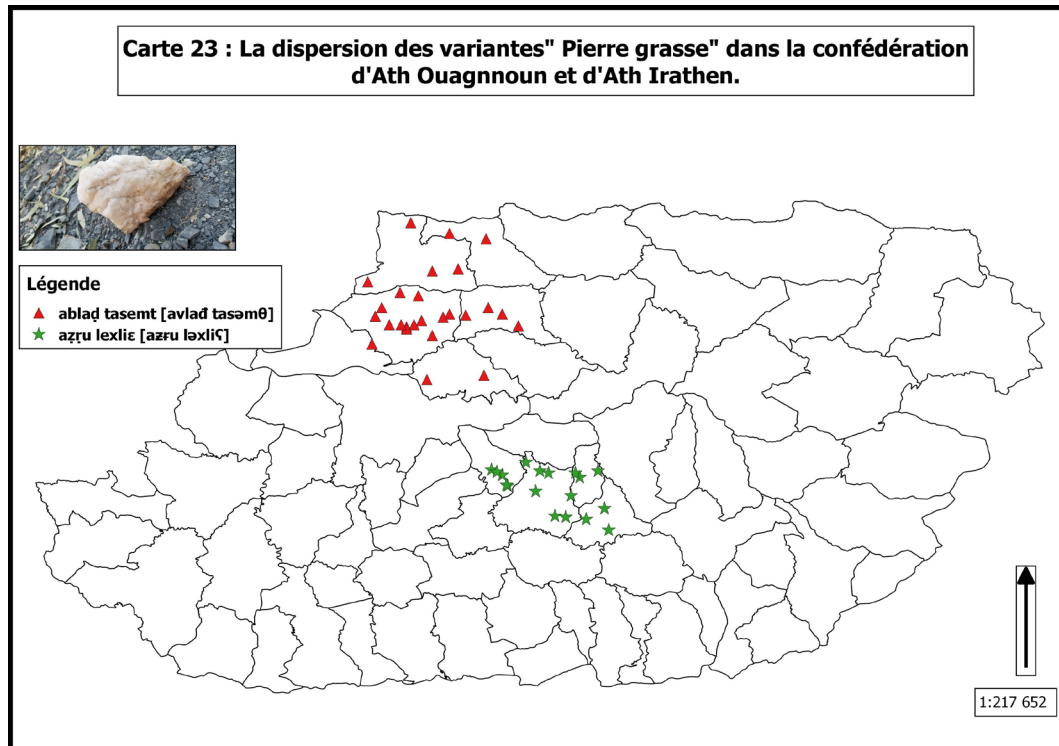 Carte 23 : La dispersion des variantes" Pierre grasse" dans la confédération
d'Ath Ouagnnoun et d'Ath Irathen.
Légende
ablaḍ tasemt [avlađ tasəmθ]
aẓṛu lexliɛ [aƶɍu ləxliʕ]
1:217 652